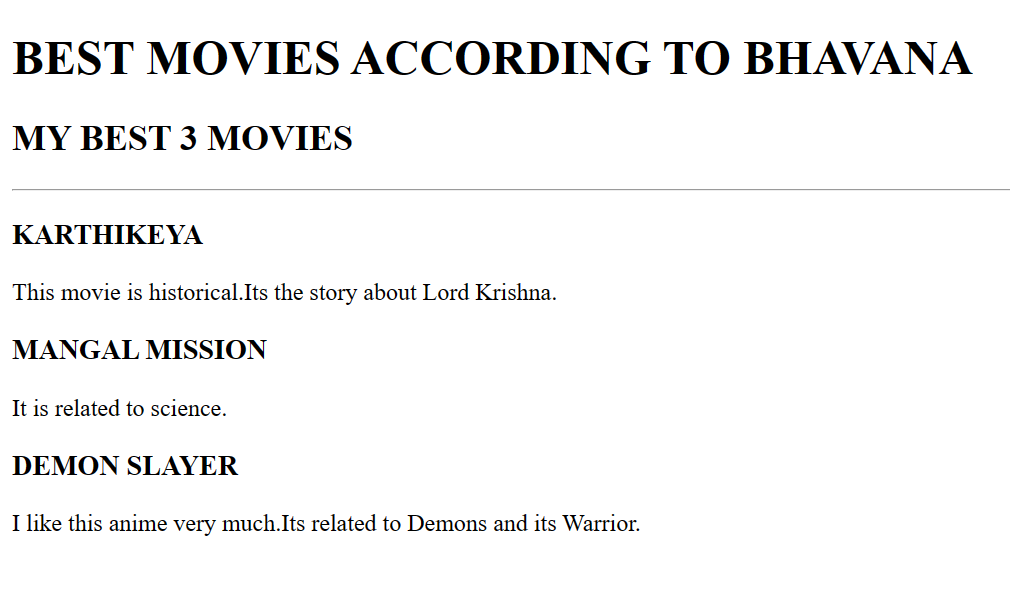 BEST MOVIES ACCORDING TO BHAVANA
MY BEST 3 MOVIES
KARTHIKEYA
This movie is historical.Its the story about Lord Krishna.
MANGAL MISSION
It is related to science.
DEMON SLAYER
I like this anime very much.Its related to Demons and its Warrior.